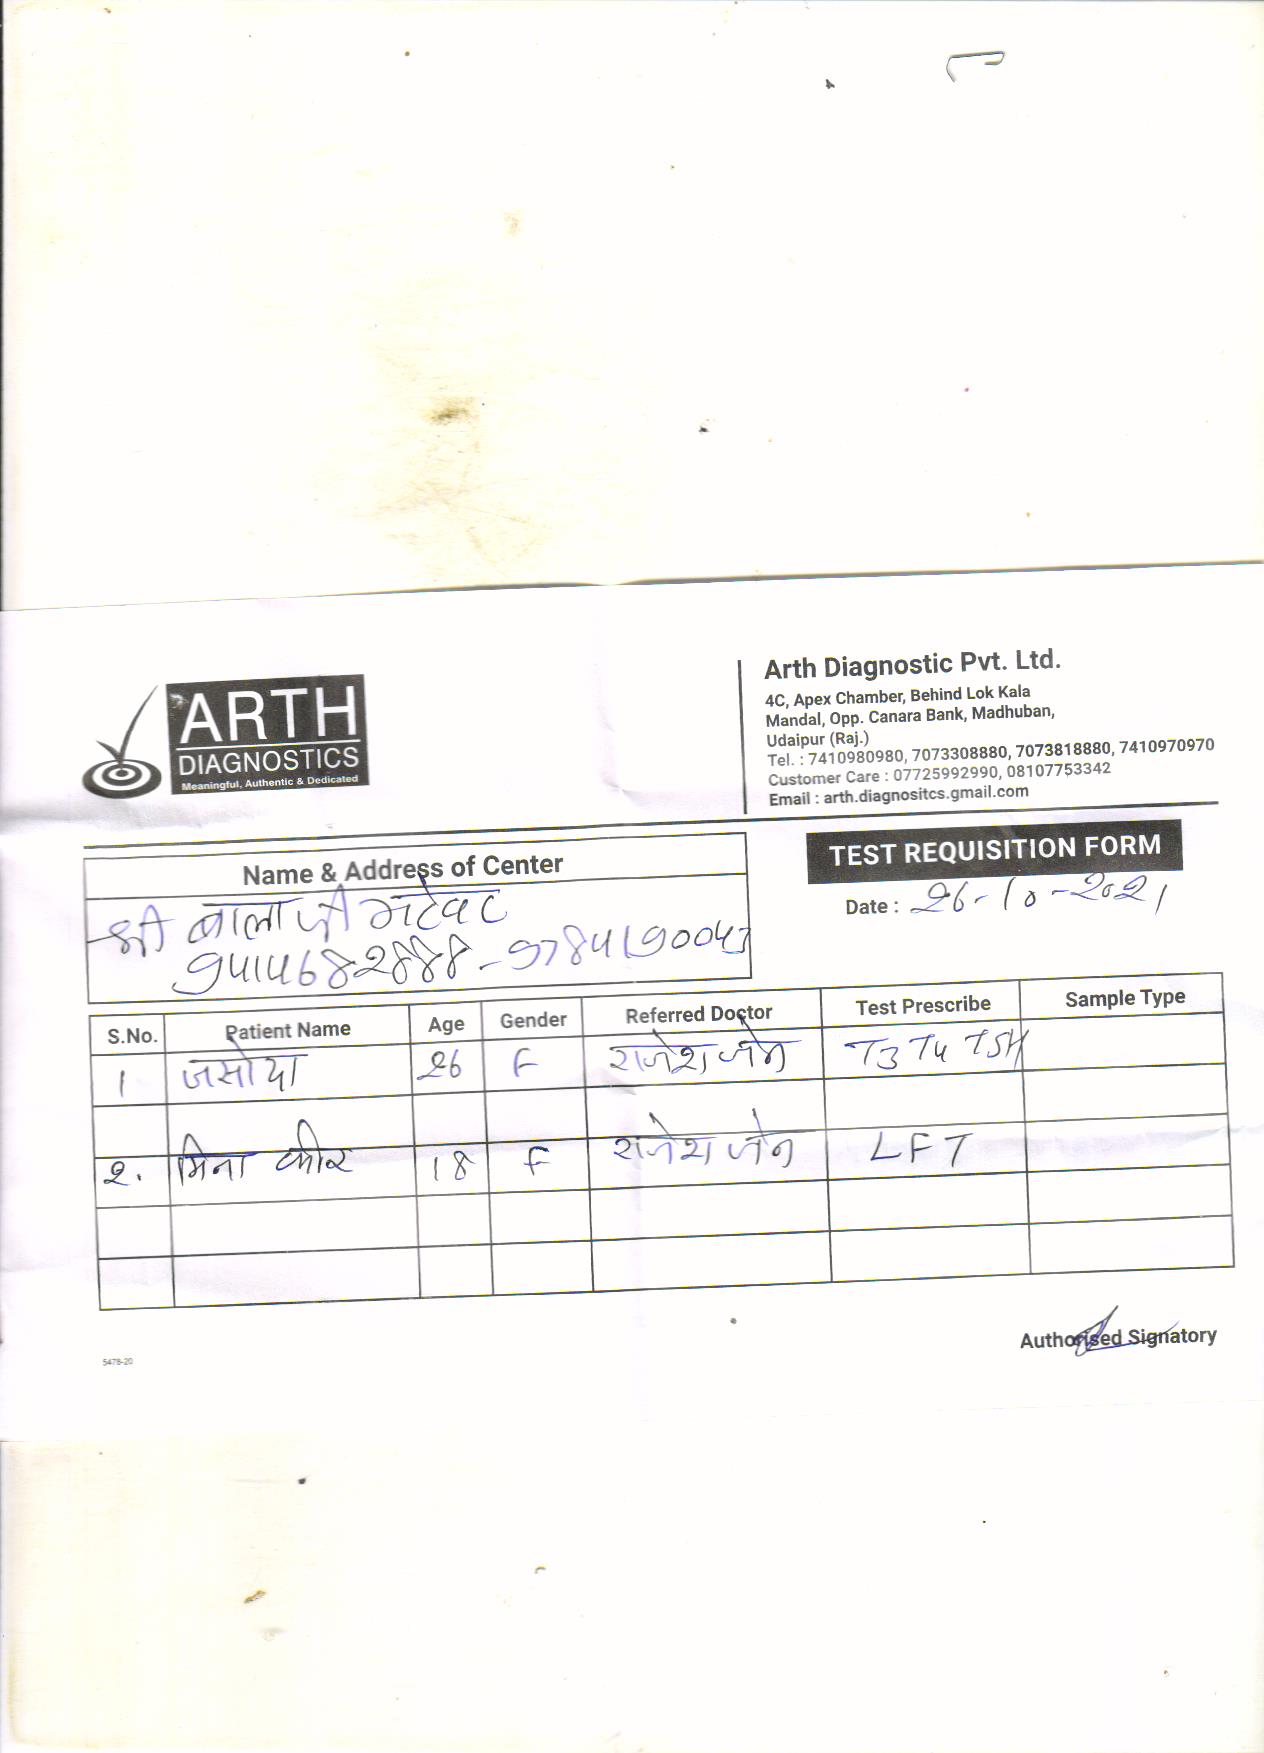 ARTH
DIAGNOSTICS
Meaningful, Authentic & Dedicated
Arth Diagnostic Pvt. Ltd.
4C, Apex Chamber, Behind Lok Kala
Mandal, Opp. Canara Bank, Madhuban,
Udaipur (Raj.)
Tel. : 7410980980, 7073308880, 7073818880, 7410970970
Customer Care : 07725992990, 08107753342
Email : arth.diagnositcs.gmail.com
TEST REQUISITION FORM
Date : 26-10-2021
Name & Address of Center
श्री बालाजी
9414682888-9784190043
S.No. Patient Name Age Gender Referred Doctor Test Prescribe Sample Type
1 जसोदा 26 F राजेश जैन T3 T4 TSH
2. मिना कीर 18 F राजेश जैन LFT
Authorised Signatory
5478-20